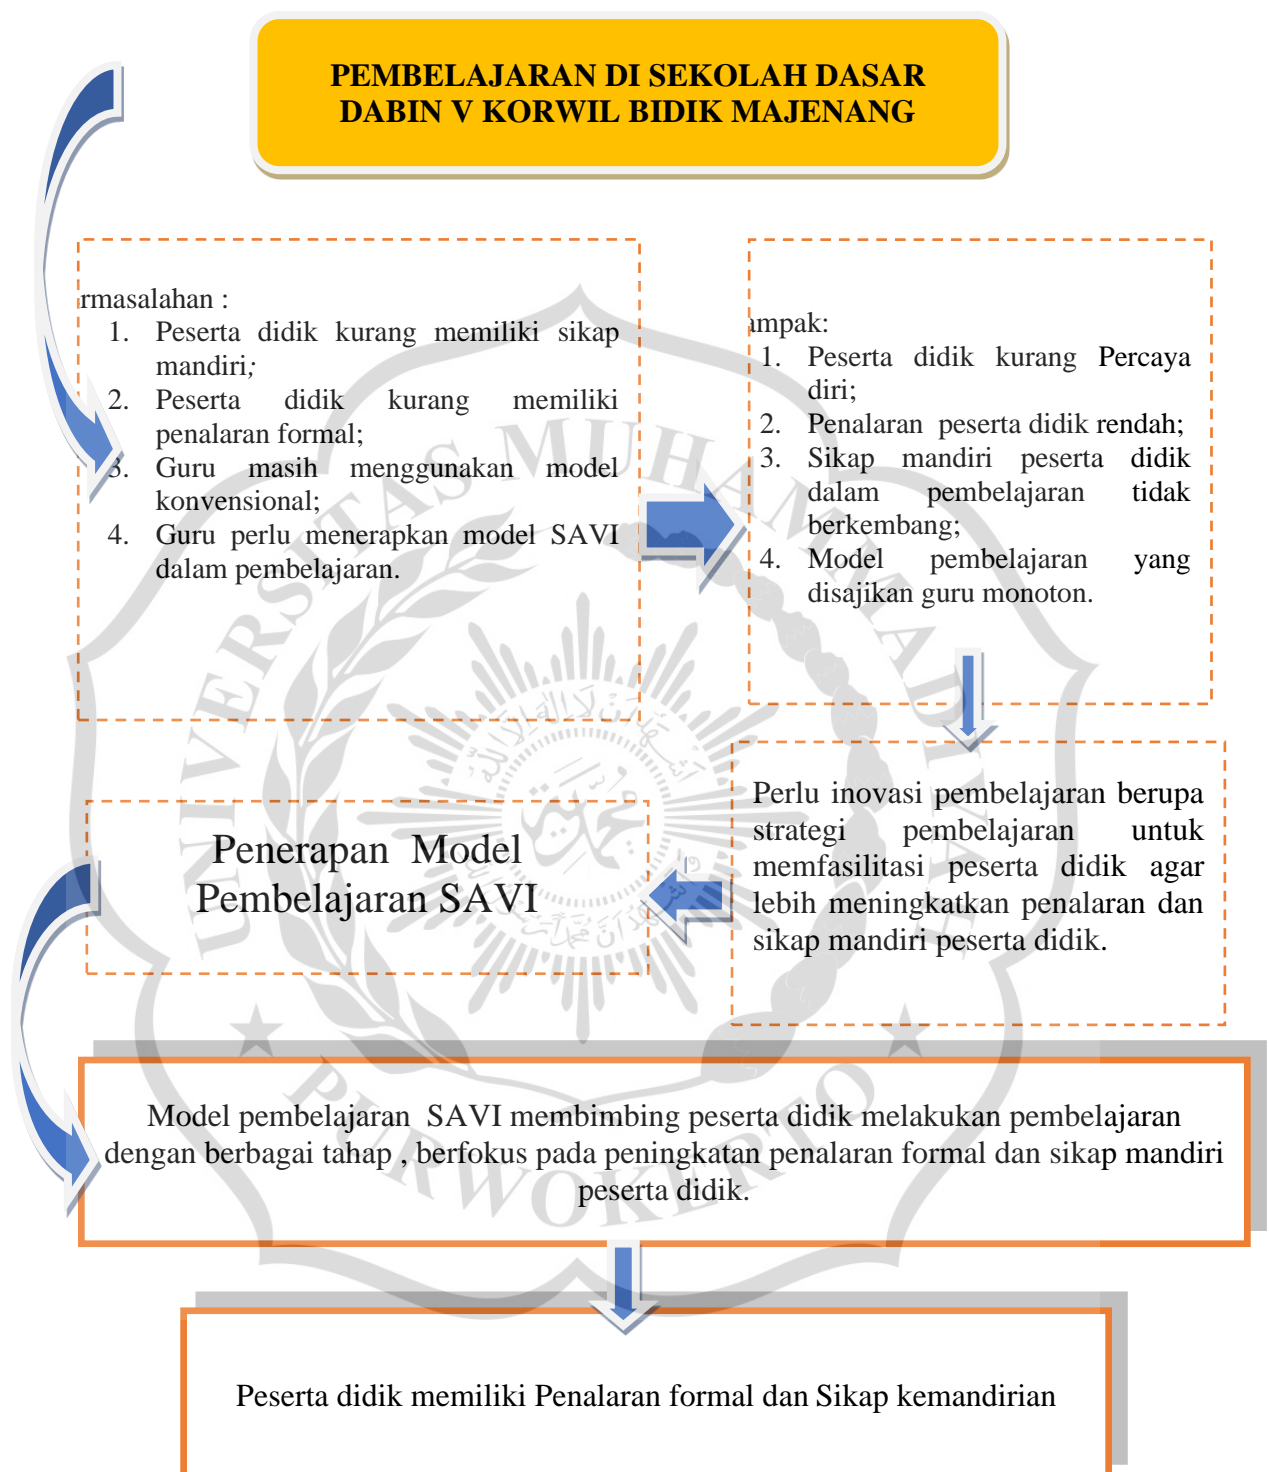 PEMBELAJARAN DI SEKOLAH DASAR
DABIN V KORWIL BIDIK MAJENANG
rmasalahan :
1. Peserta didik kurang memiliki sikap
mandiri;
2. Peserta didik kurang memiliki
penalaran formal;
3. Guru masih menggunakan model
konvensional;
4. Guru perlu menerapkan model SAVI
dalam pembelajaran.
ampak:
1. Peserta didik kurang Percaya
diri;
2. Penalaran peserta didik rendah;
3. Sikap mandiri peserta didik
dalam pembelajaran tidak
berkembang;
4. Model pembelajaran yang
disajikan guru monoton.
Perlu inovasi pembelajaran berupa
strategi pembelajaran untuk
memfasilitasi peserta didik agar
lebih meningkatkan penalaran dan
sikap mandiri peserta didik.
Penerapan Model
Pembelajaran SAVI
Model pembelajaran SAVI membimbing peserta didik melakukan pembelajaran
dengan berbagai tahap , berfokus pada peningkatan penalaran formal dan sikap mandiri
peserta didik.
Peserta didik memiliki Penalaran formal dan Sikap kemandirian
UNIVERSITAS MUHAMMADIYAH
PURWOKERTO